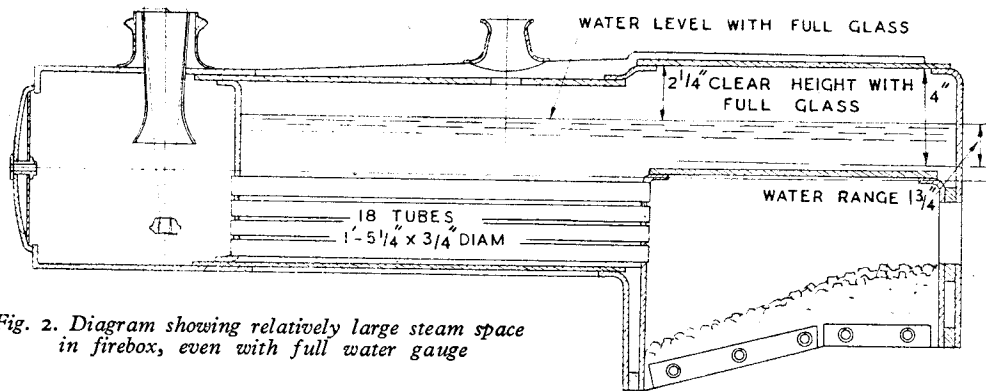 WATER LEVEL WITH FULL GLASS
2 1/4" CLEAR HEIGHT WITH
FULL GLASS
4"
WATER RANGE 1 3/4"
18 TUBES
1'-5 1/4" x 3/4" DIAM
Fig. 2. Diagram showing relatively large steam space
in firebox, even with full water gauge